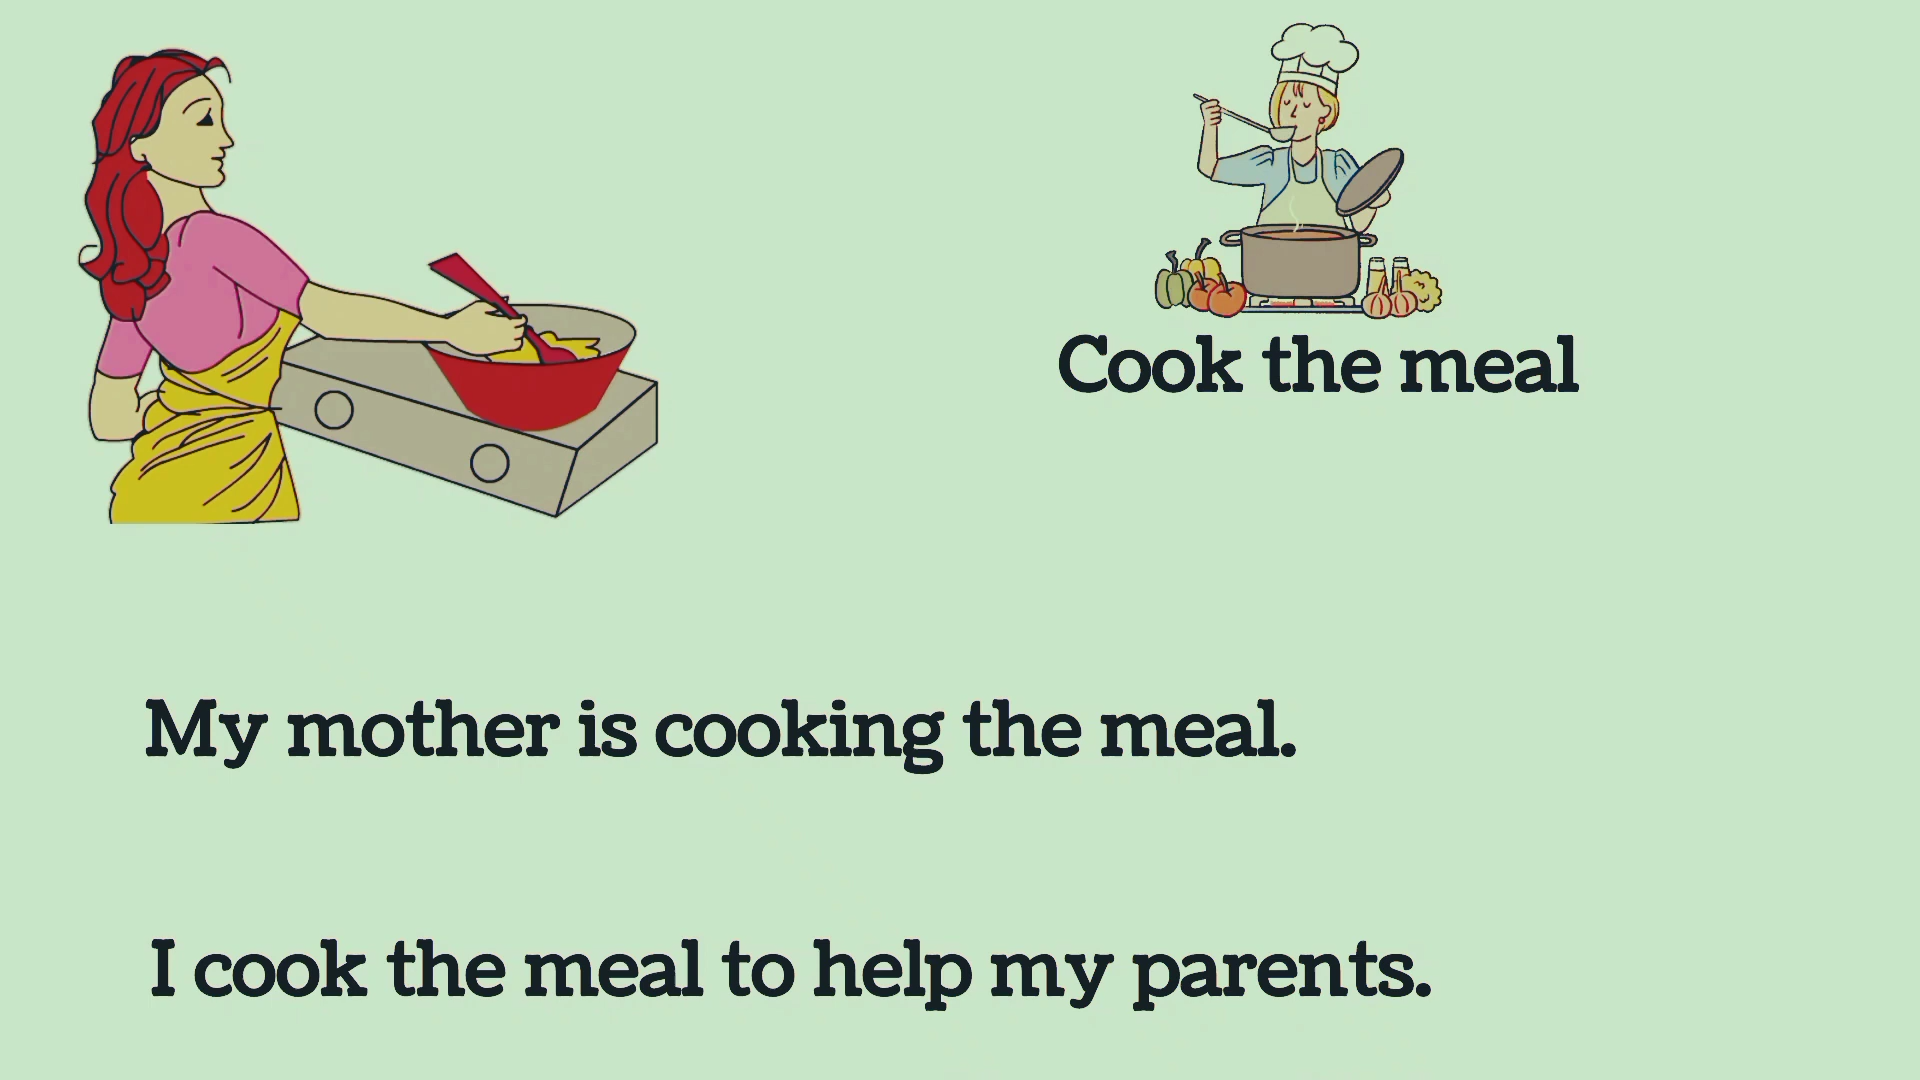 Cook the meal
My mother is cooking the meal.
I cook the meal to help my parents.